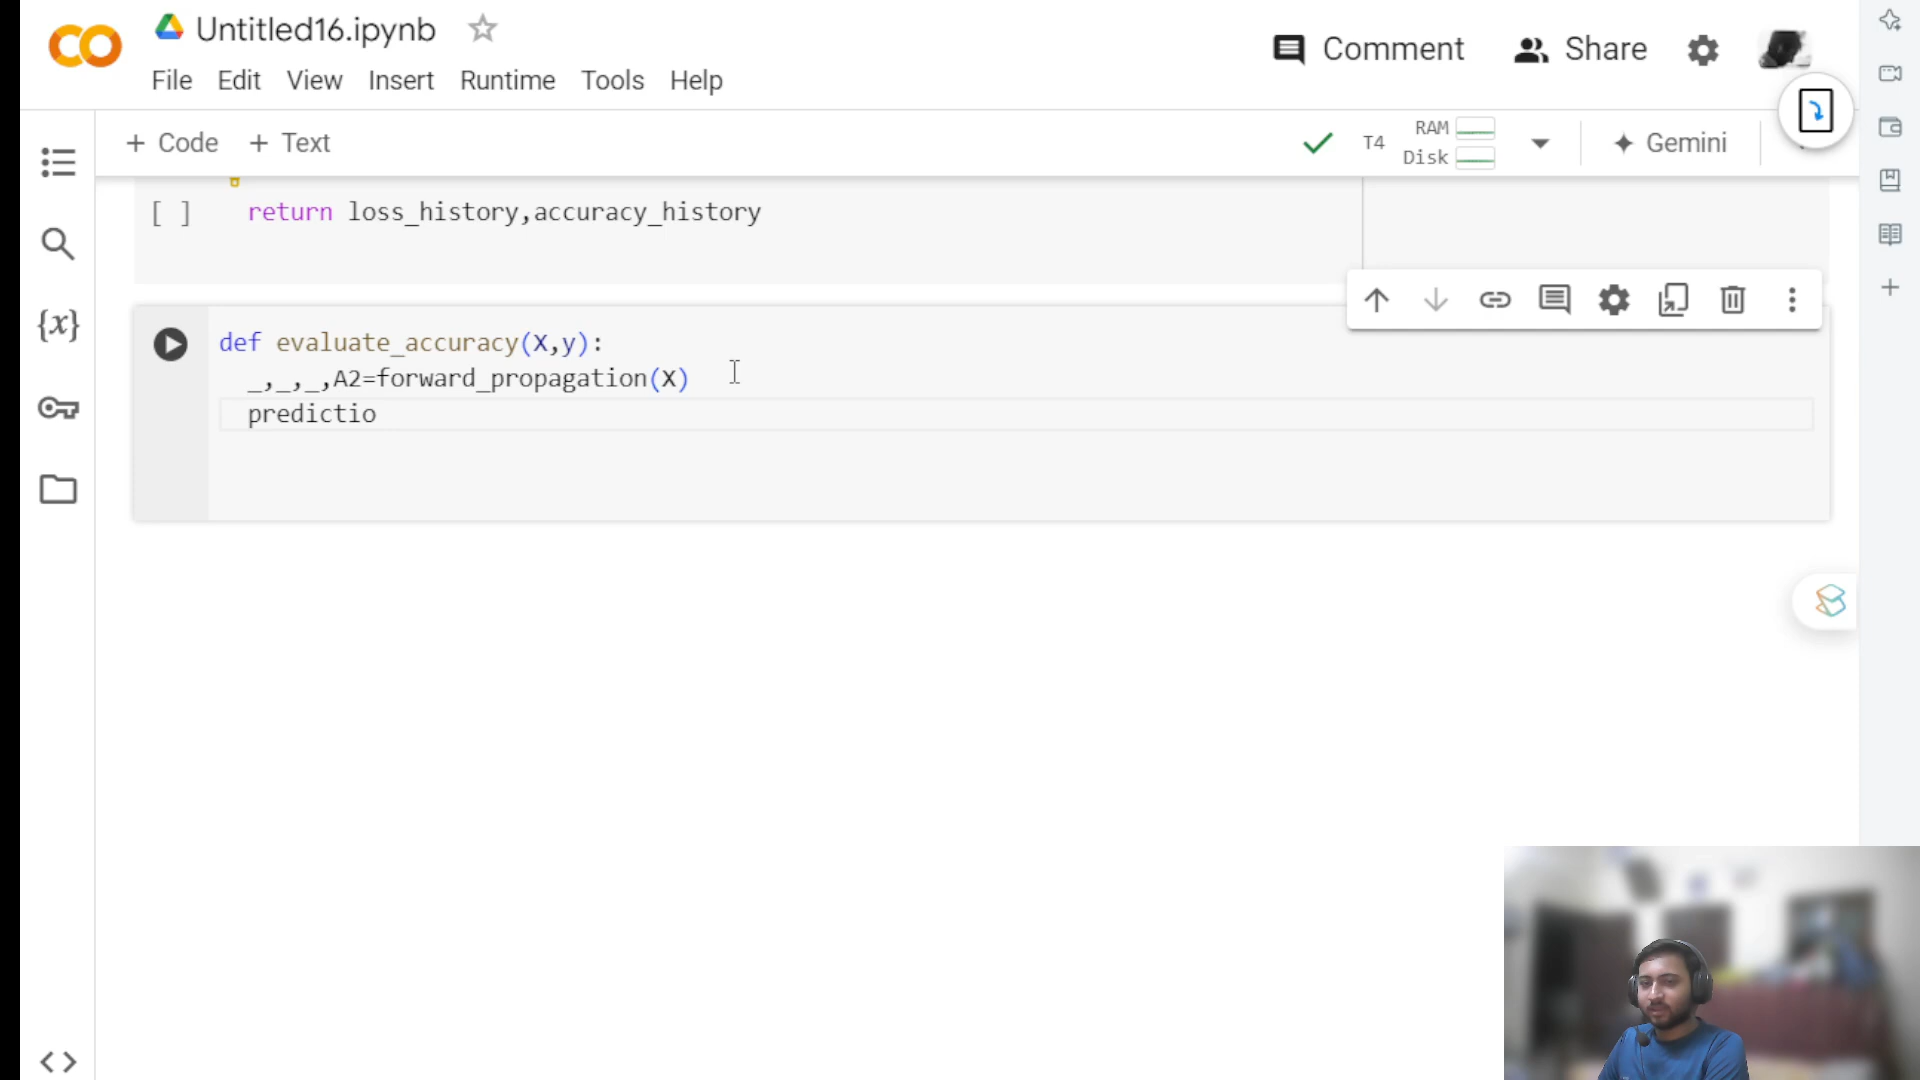 Untitled16.ipynb
Comment
Share
File Edit View Insert Runtime Tools Help
+ Code + Text
T4
RAM
Disk
Gemini
[ ] return loss_history,accuracy_history
def evaluate_accuracy(X,y):
_,_,_,A2=forward_propagation(X)
predictio
{x}